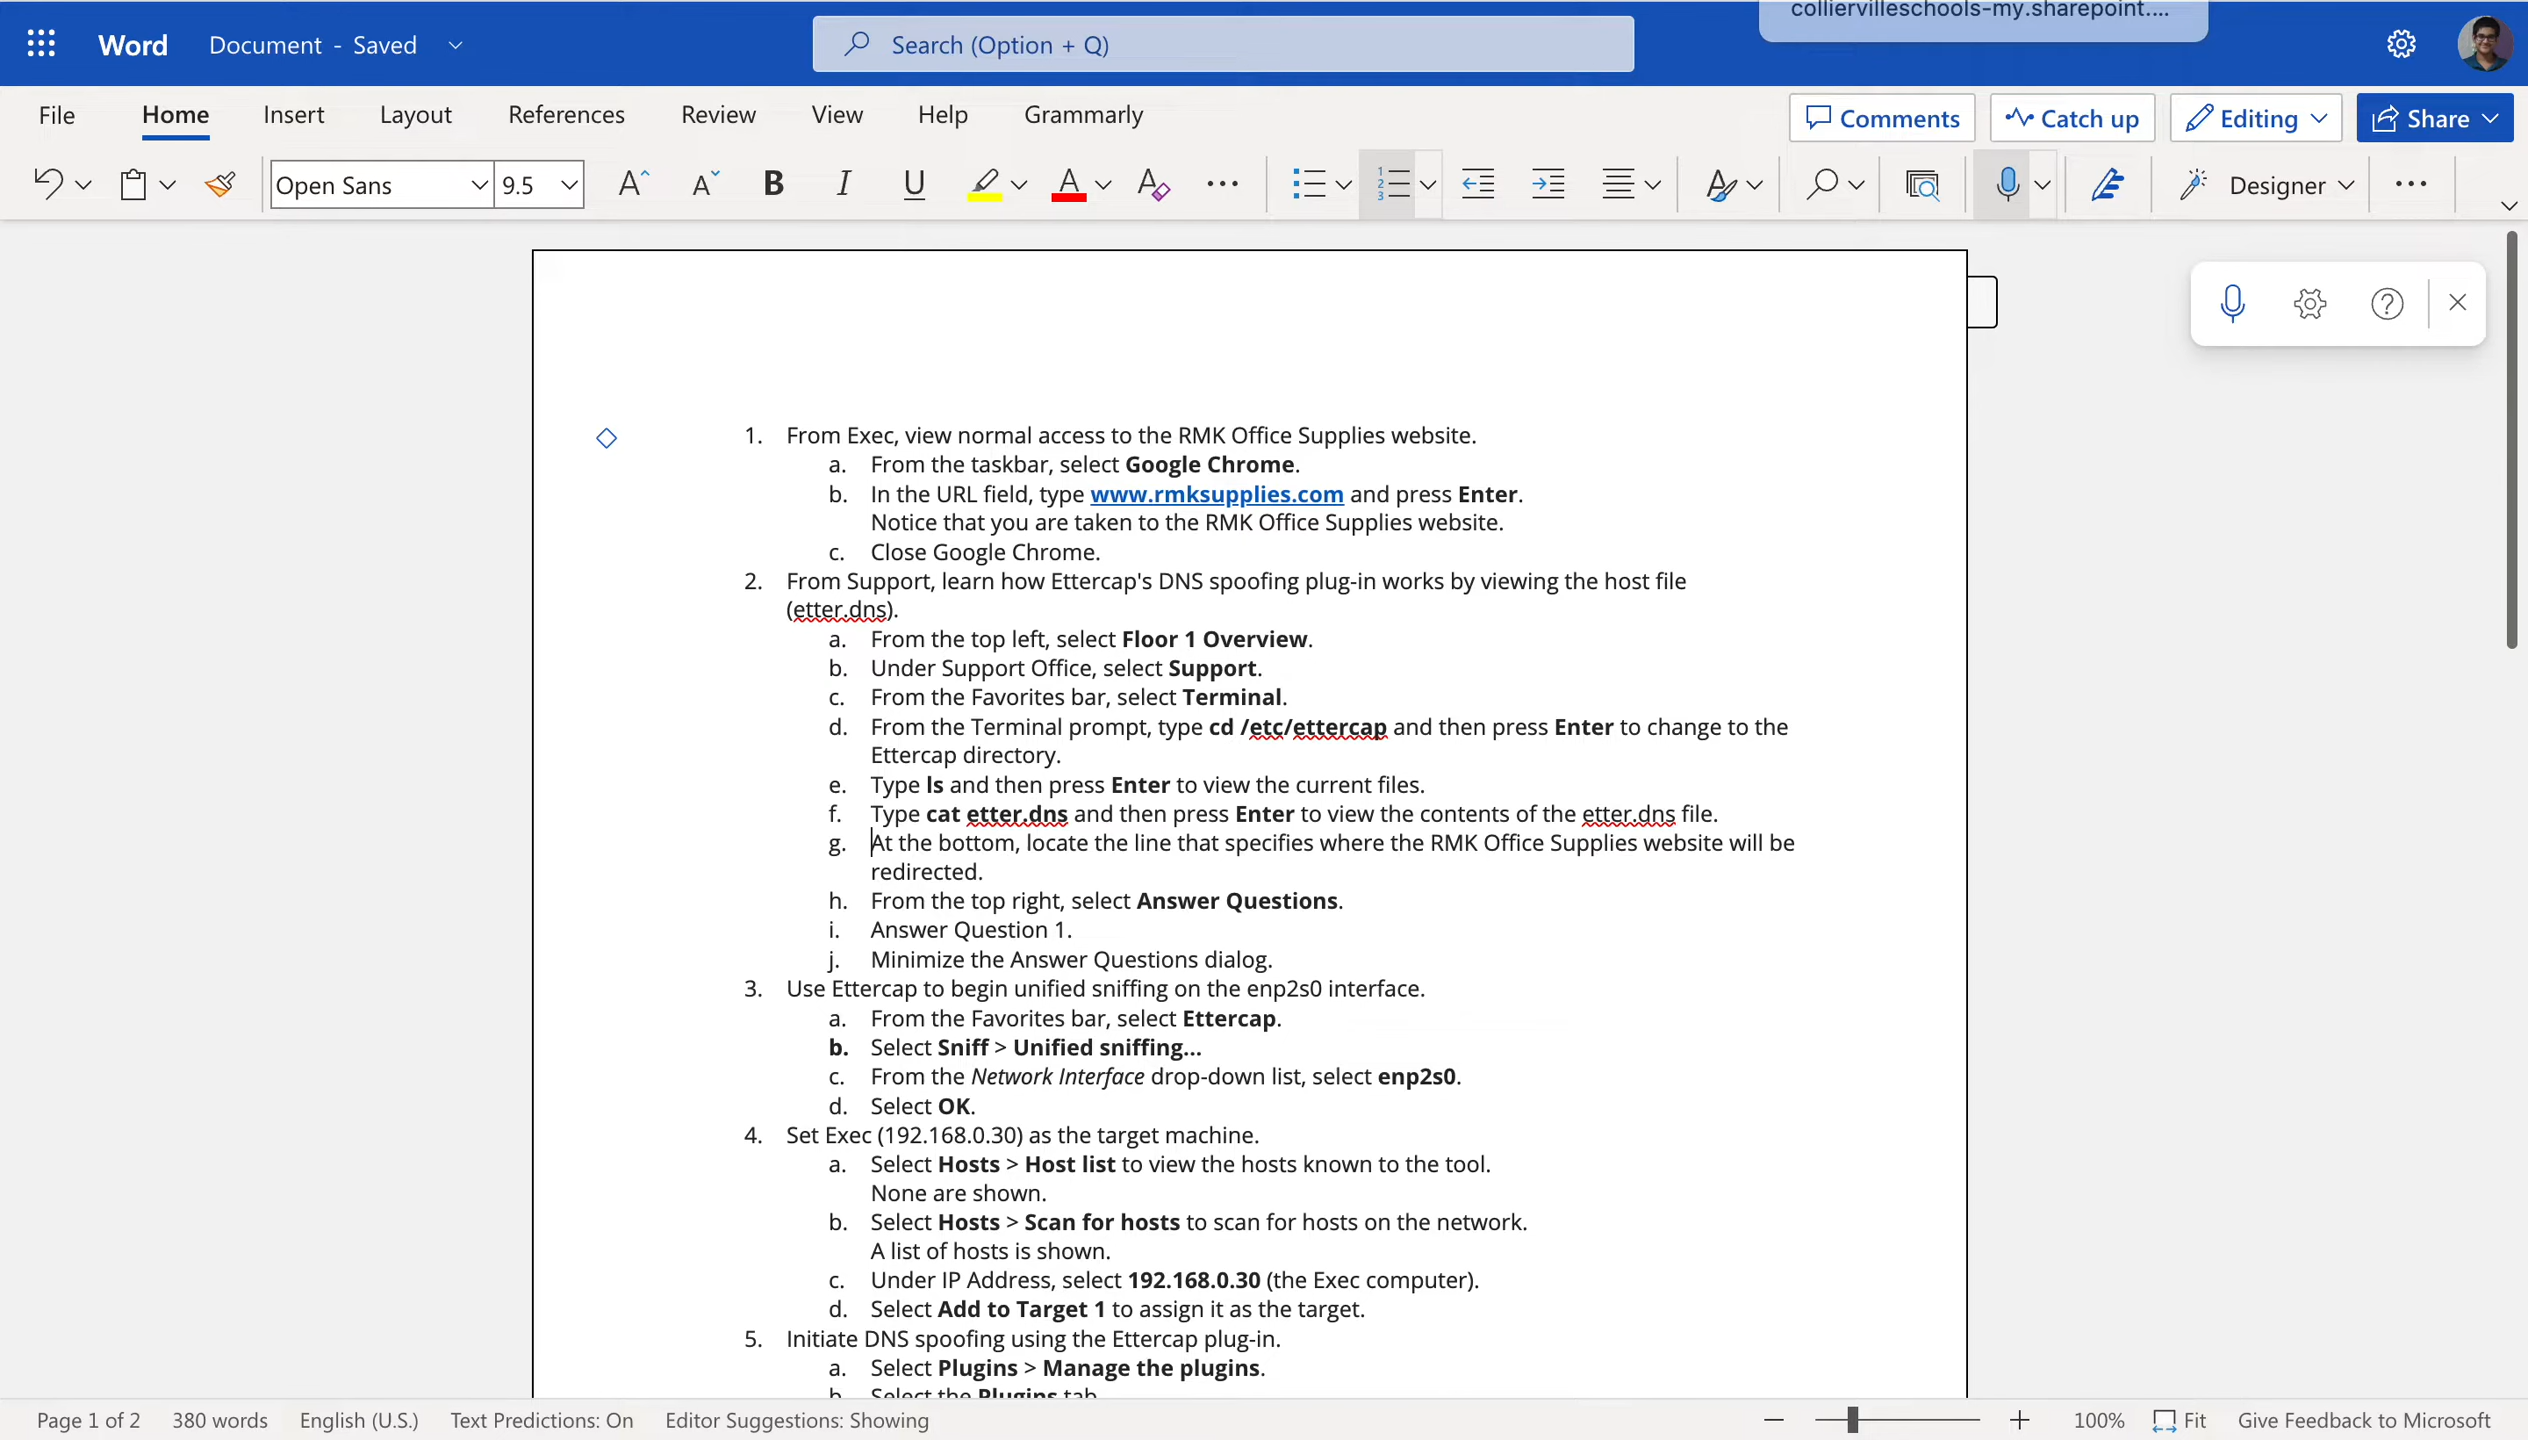 colliervilleschools-my.sharepoint....
Word Document - Saved Search (Option + Q)
File Home Insert Layout References Review View Help Grammarly Comments Catch up Editing Share
Open Sans 9.5 A A B I U A A Designer
1. From Exec, view normal access to the RMK Office Supplies website.
a. From the taskbar, select Google Chrome.
b. In the URL field, type www.rmksupplies.com and press Enter.
Notice that you are taken to the RMK Office Supplies website.
c. Close Google Chrome.
2. From Support, learn how Ettercap's DNS spoofing plug-in works by viewing the host file
(etter.dns).
a. From the top left, select Floor 1 Overview.
b. Under Support Office, select Support.
c. From the Favorites bar, select Terminal.
d. From the Terminal prompt, type cd /etc/ettercap and then press Enter to change to the
Ettercap directory.
e. Type ls and then press Enter to view the current files.
f. Type cat etter.dns and then press Enter to view the contents of the etter.dns file.
g. At the bottom, locate the line that specifies where the RMK Office Supplies website will be
redirected.
h. From the top right, select Answer Questions.
i. Answer Question 1.
j. Minimize the Answer Questions dialog.
3. Use Ettercap to begin unified sniffing on the enp2s0 interface.
a. From the Favorites bar, select Ettercap.
b. Select Sniff > Unified sniffing...
c. From the Network Interface drop-down list, select enp2s0.
d. Select OK.
4. Set Exec (192.168.0.30) as the target machine.
a. Select Hosts > Host list to view the hosts known to the tool.
None are shown.
b. Select Hosts > Scan for hosts to scan for hosts on the network.
A list of hosts is shown.
c. Under IP Address, select 192.168.0.30 (the Exec computer).
d. Select Add to Target 1 to assign it as the target.
5. Initiate DNS spoofing using the Ettercap plug-in.
a. Select Plugins > Manage the plugins.
b. Select the Plugins tab
Page 1 of 2 380 words English (U.S.) Text Predictions: On Editor Suggestions: Showing 100% Fit Give Feedback to Microsoft